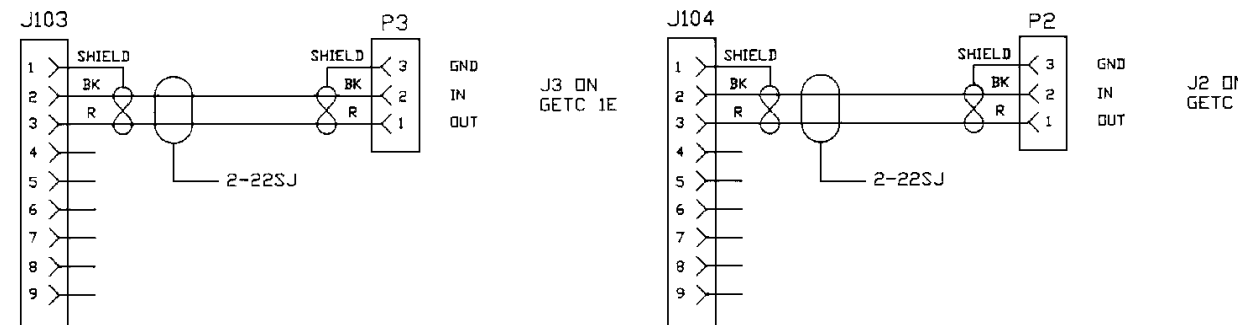 J103
P3
SHIELD
SHIELD
1
3
GND
BK
BK
2
2
IN
R
R
3
1
OUT
4
5
6
7
8
9
2-22SJ
J3 ON
GETC 1E
J104
P2
SHIELD
SHIELD
1
3
GND
BK
BK
2
2
IN
R
R
3
1
OUT
4
5
6
7
8
9
2-22SJ
J2
GETC